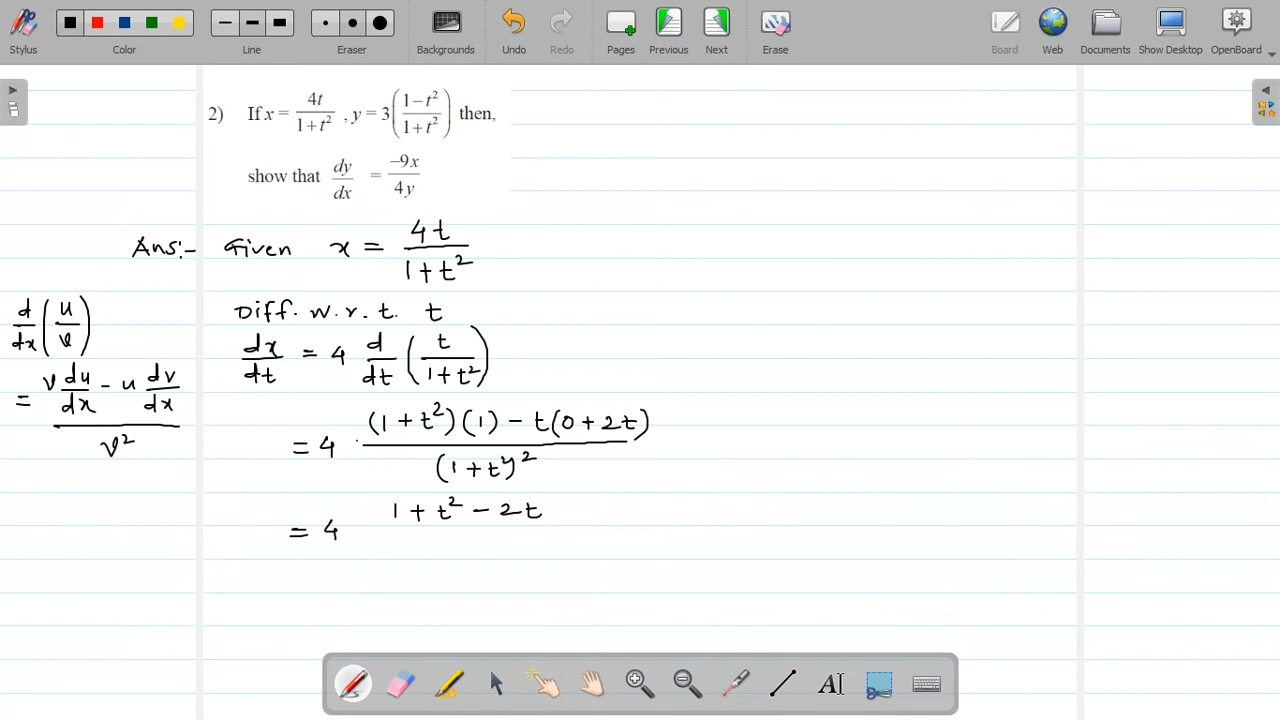 Stylus Color Line Eraser Backgrounds Undo Redo Pages Previous Next Erase Board Web Documents Show Desktop OpenBoard
2) If x = 4t/(1+t²) , y = 3((1−t²)/(1+t²)) then,
show that dy/dx = −9x/4y
Ans:- Given x = 4t/(1+t²)
Diff. w.r.t. t
dx/dt = 4 d/dt (t/(1+t²))
= 4 · ((1+t²)(1) − t(0+2t))/(1+t²)²
= 4 1+t² − 2t
d/dx (u/v)
= (v du/dx − u dv/dx)/v²